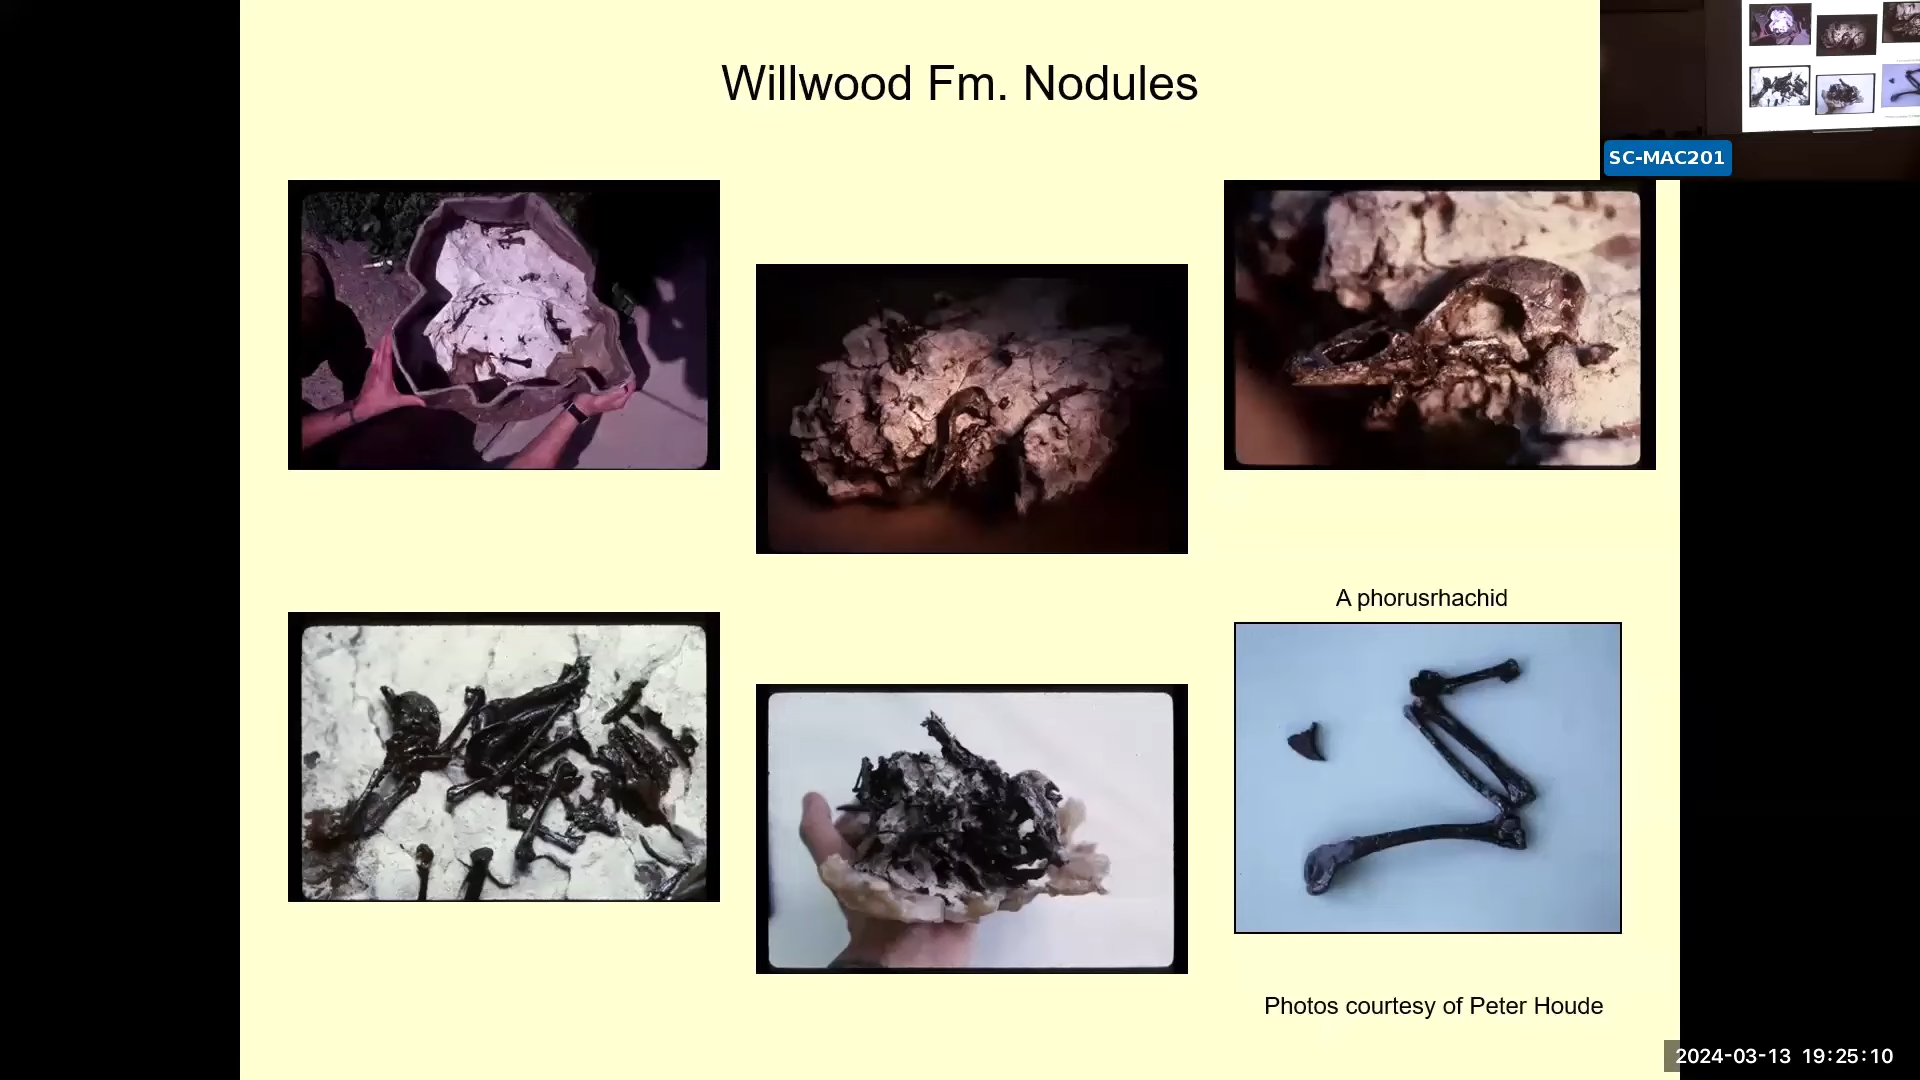 Willwood Fm. Nodules
SC-MAC201
A phorusrhachid
Photos courtesy of Peter Houde
2024-03-13 19:25:10